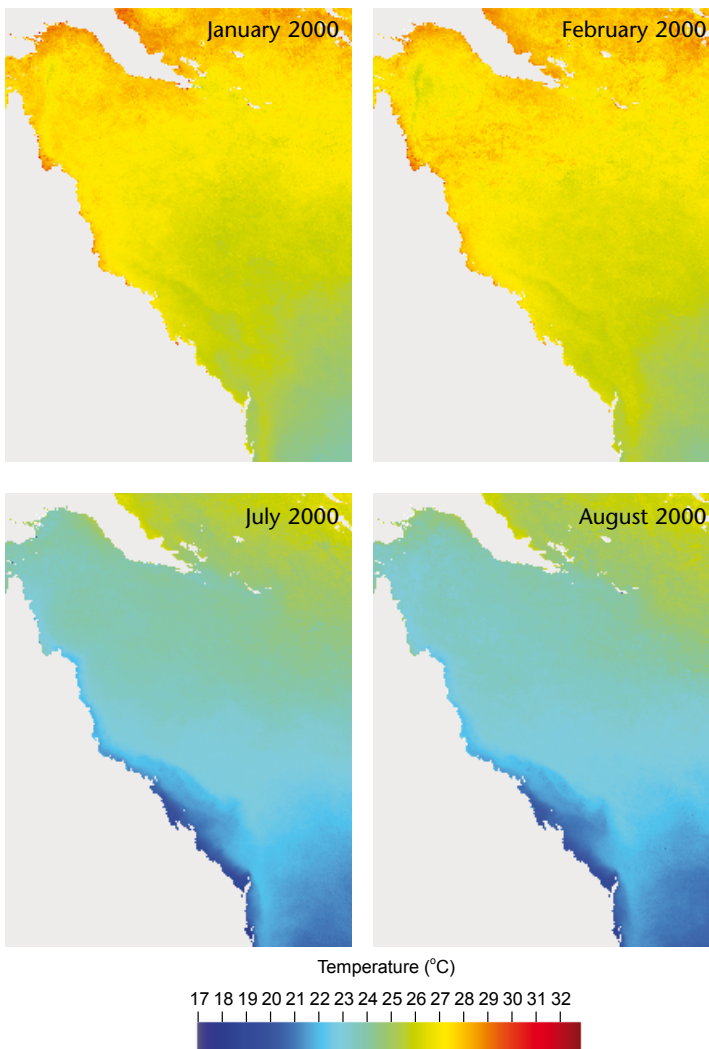 January 2000
February 2000
July 2000
August 2000
Temperature (°C)
17 18 19 20 21 22 23 24 25 26 27 28 29 30 31 32